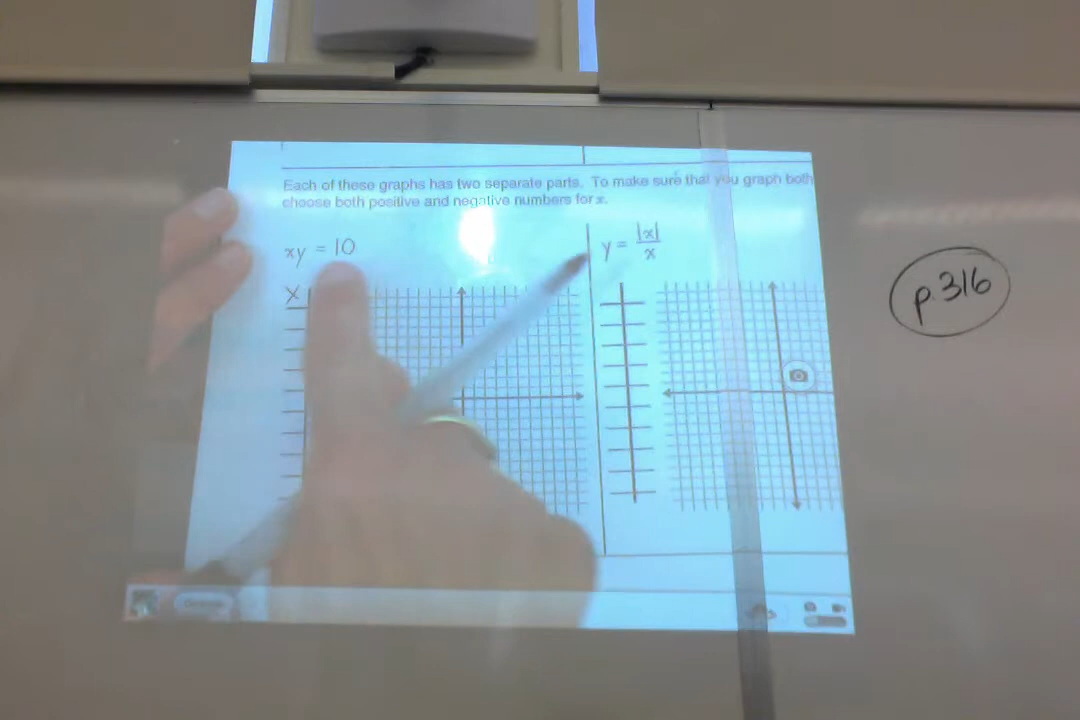 Each of these graphs has two separate parts. To make sure that you graph both
choose both positive and negative numbers for x.
xy = 10
y = |x|/x
x
p.316